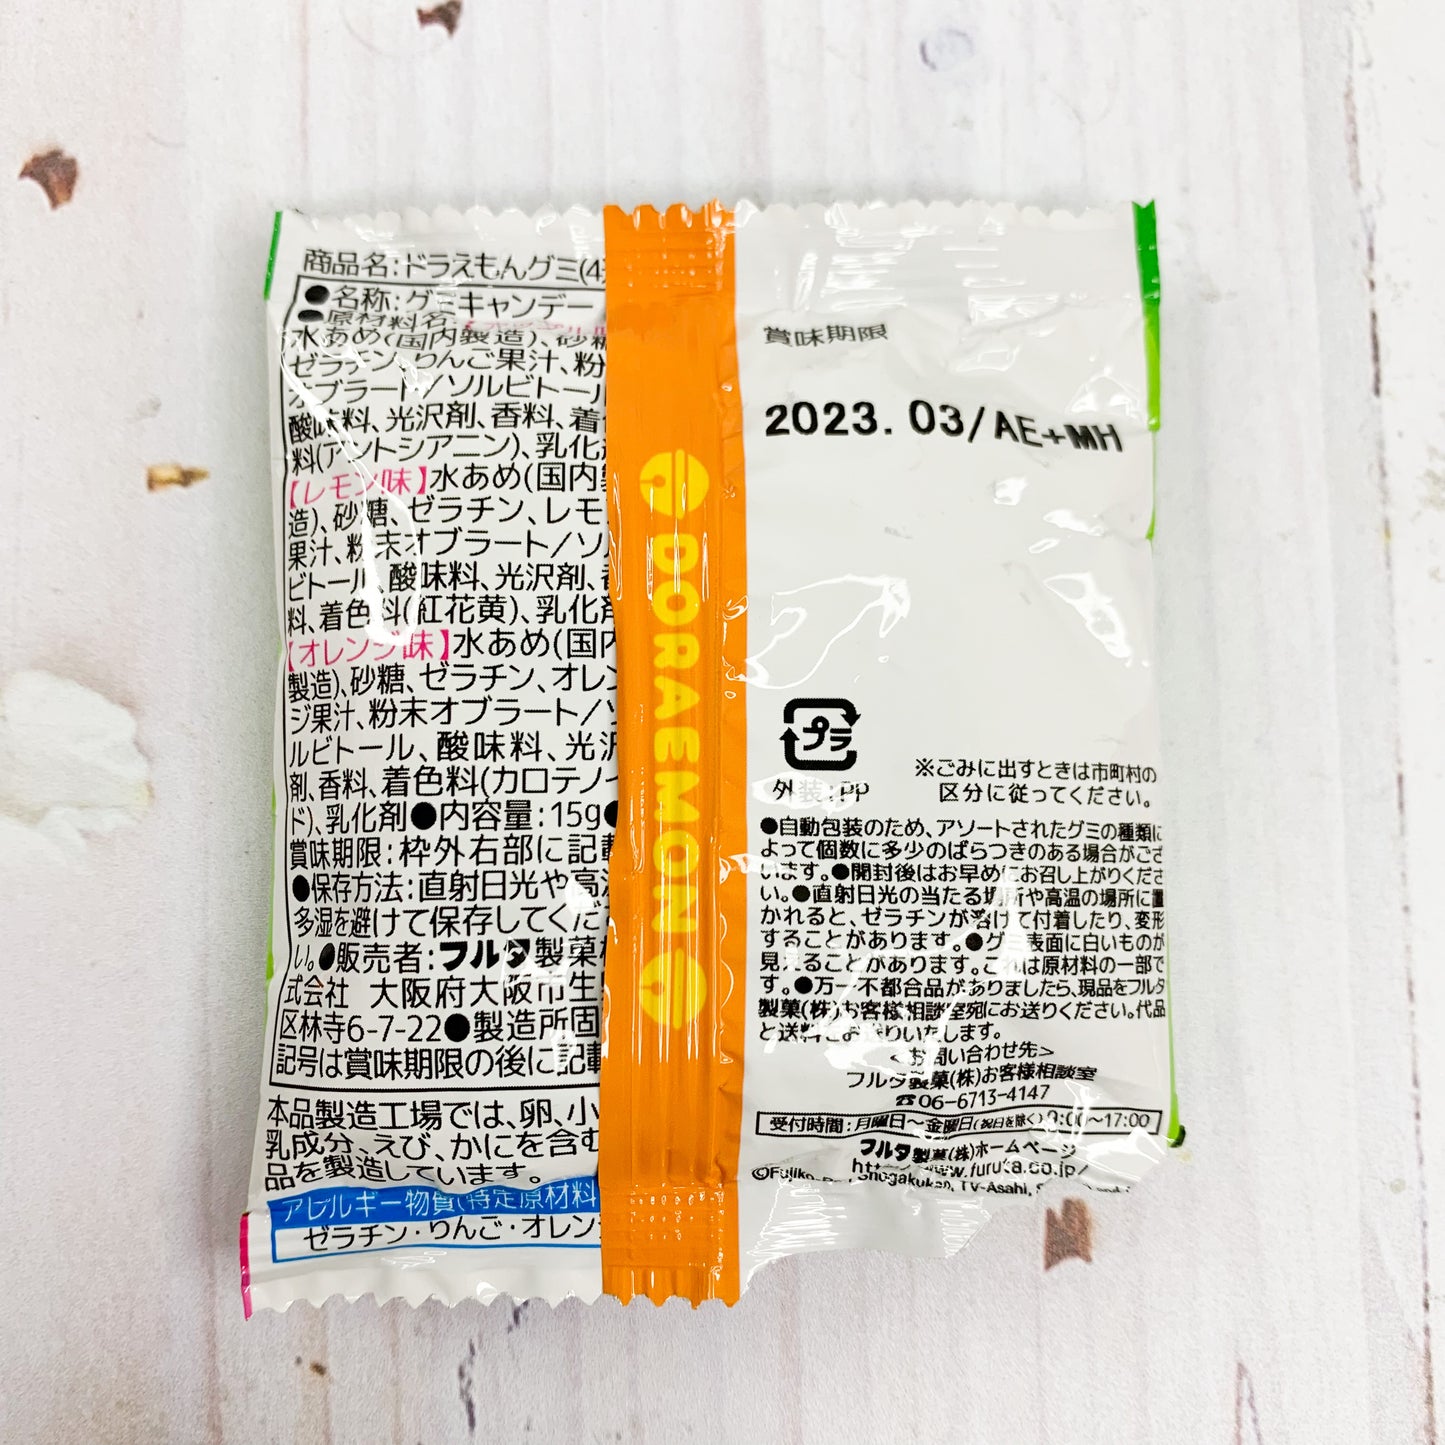 商品名:ドラえもんグミ(4
●名称:グミキャンデー
●原材料名:
水あめ(国内製造)、砂糖
ゼラチン、りんご果汁、粉
オブラート/ソルビトール
酸味料、光沢剤、香料、着
料(アントシアニン)、乳化
【レモン味】水あめ(国内
造)、砂糖、ゼラチン、レモ
果汁、粉末オブラート/ソ
ビトール、酸味料、光沢剤、
料、着色料(紅花黄)、乳化
【オレンジ味】水あめ(国
製造)、砂糖、ゼラチン、オレ
ジ果汁、粉末オブラート/
ルビトール、酸味料、光沢
剤、香料、着色料(カロテノ
ド)、乳化剤●内容量:15g●
賞味期限:枠外右部に記
●保存方法:直射日光や高
多湿を避けて保存してくだ
い。●販売者:フルタ製菓
式会社 大阪府大阪市生
区林寺6-7-22●製造所固
記号は賞味期限の後に記
本品製造工場では、卵、小
乳成分、えび、かにを含む
品を製造しています。
アレルギー物質(特定原材料
ゼラチン・りんご・オレン
DORAEMON
賞味期限
2023. 03/AE+MH
プラ
外装:PP
※ごみに出すときは市町村の
区分に従ってください。
●自動包装のため、アソートされたグミの種類に
よって個数に多少のばらつきのある場合がござ
います。●開封後はお早めにお召し上がりくださ
い。●直射日光の当たる場所や高温の場所に置
かれると、ゼラチンが溶けて付着したり、変形
することがあります。●グミ表面に白いものが
見えることがあります。これは原材料の一部で
す。●万一不都合品がありましたら、現品をフルタ
製菓(株)お客様相談室宛にお送りください。代品
と送料をお送りいたします。
<お問い合わせ先>
フルタ製菓(株)お客様相談室
☎06-6713-4147
受付時間:月曜日〜金曜日(祝日を除く)9:00〜17:00
フルタ製菓(株)ホームページ
www.furuta.co.jp/
Shogakukan, TV-Asahi,